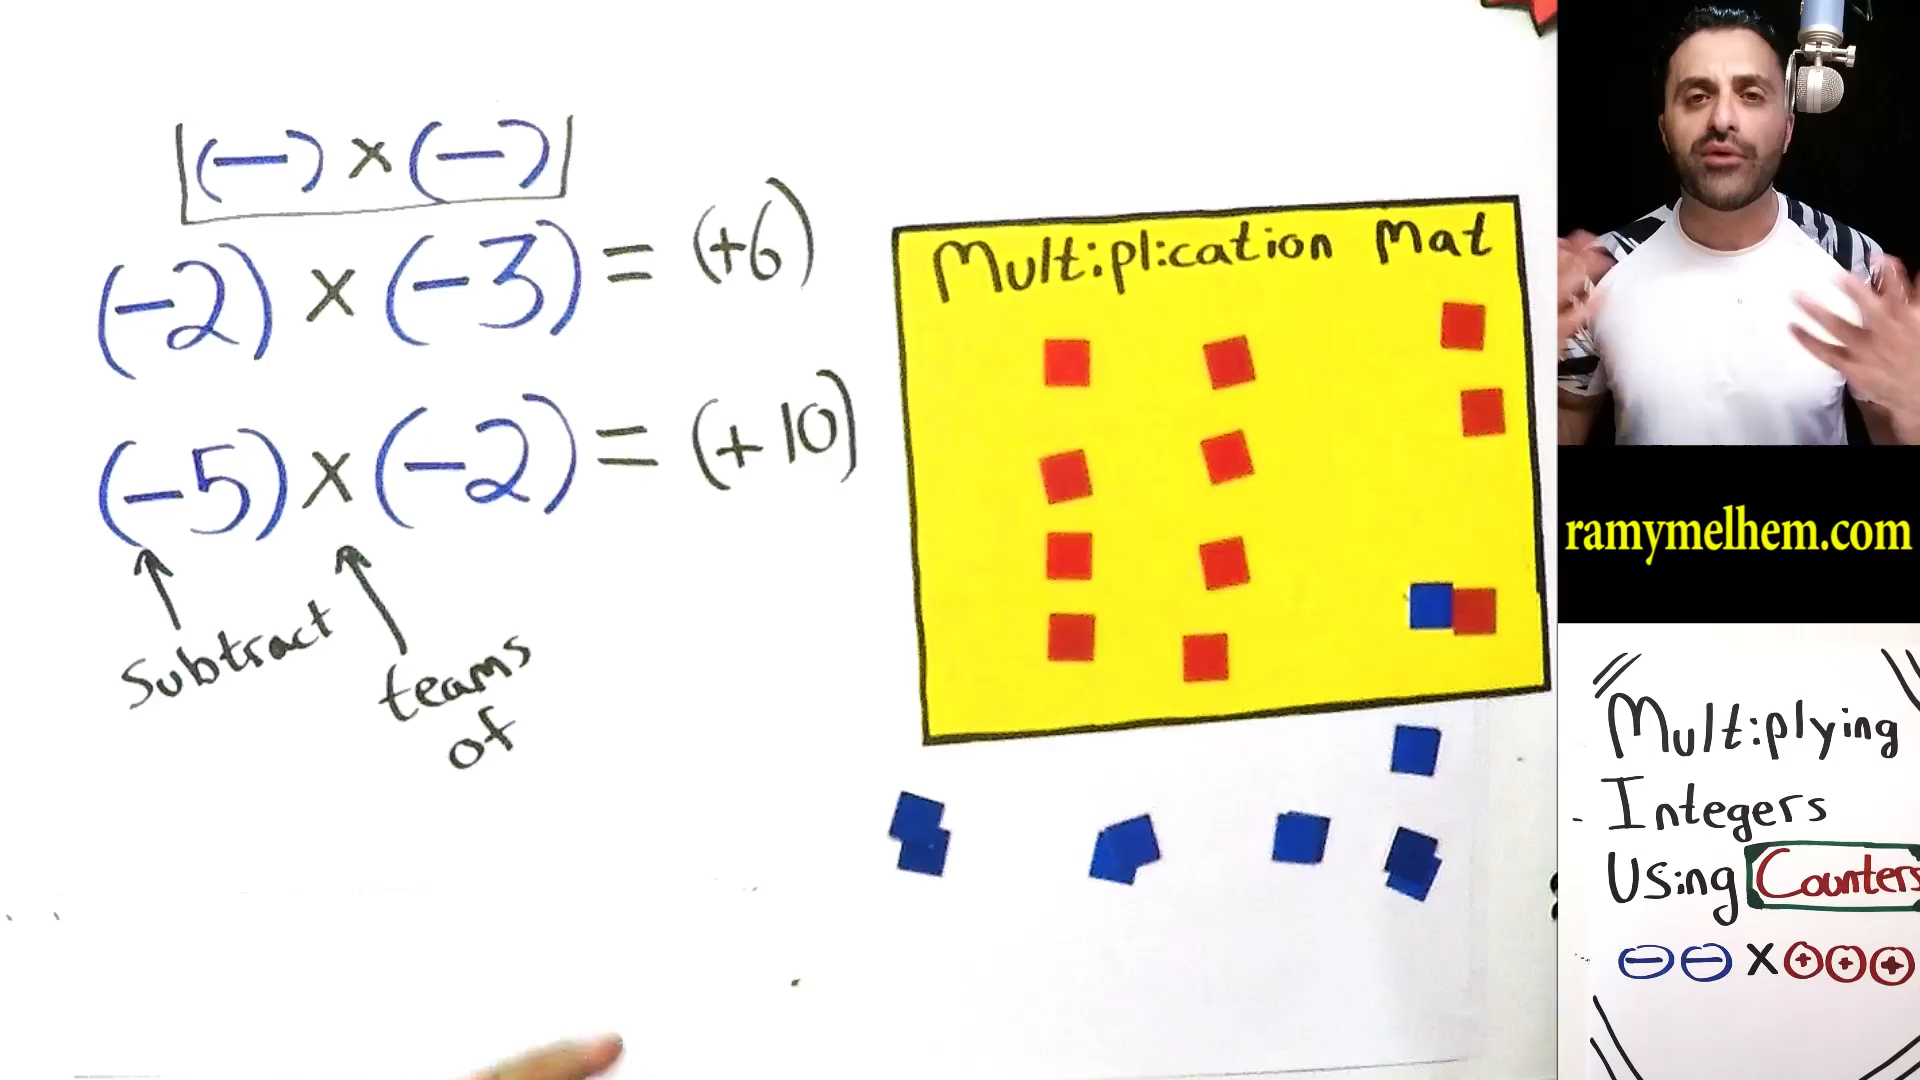 (-) x (-)
(-2) x (-3) = (+6)
(-5) x (-2) = (+10)
Subtract
teams
of
Multiplication Mat
ramymelhem.com
Multiplying
Integers
Using Counters
- - x + + +